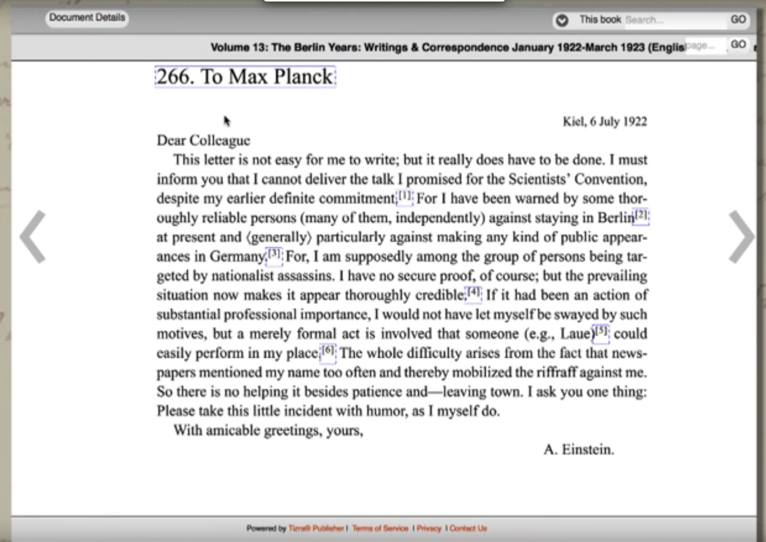 Document Details
This book Search... GO
Volume 13: The Berlin Years: Writings & Correspondence January 1922-March 1923 (Englis page... GO
266. To Max Planck
Kiel, 6 July 1922
Dear Colleague
This letter is not easy for me to write; but it really does have to be done. I must
inform you that I cannot deliver the talk I promised for the Scientists' Convention,
despite my earlier definite commitment;[1] For I have been warned by some thor-
oughly reliable persons (many of them, independently) against staying in Berlin[2]
at present and ⟨generally⟩ particularly against making any kind of public appear-
ances in Germany.[3] For, I am supposedly among the group of persons being tar-
geted by nationalist assassins. I have no secure proof, of course; but the prevailing
situation now makes it appear thoroughly credible.[4] If it had been an action of
substantial professional importance, I would not have let myself be swayed by such
motives, but a merely formal act is involved that someone (e.g., Laue)[5] could
easily perform in my place.[6] The whole difficulty arises from the fact that news-
papers mentioned my name too often and thereby mobilized the riffraff against me.
So there is no helping it besides patience and—leaving town. I ask you one thing:
Please take this little incident with humor, as I myself do.
With amicable greetings, yours,
A. Einstein.
Powered by Tizra® Publisher | Terms of Service | Privacy | Contact Us